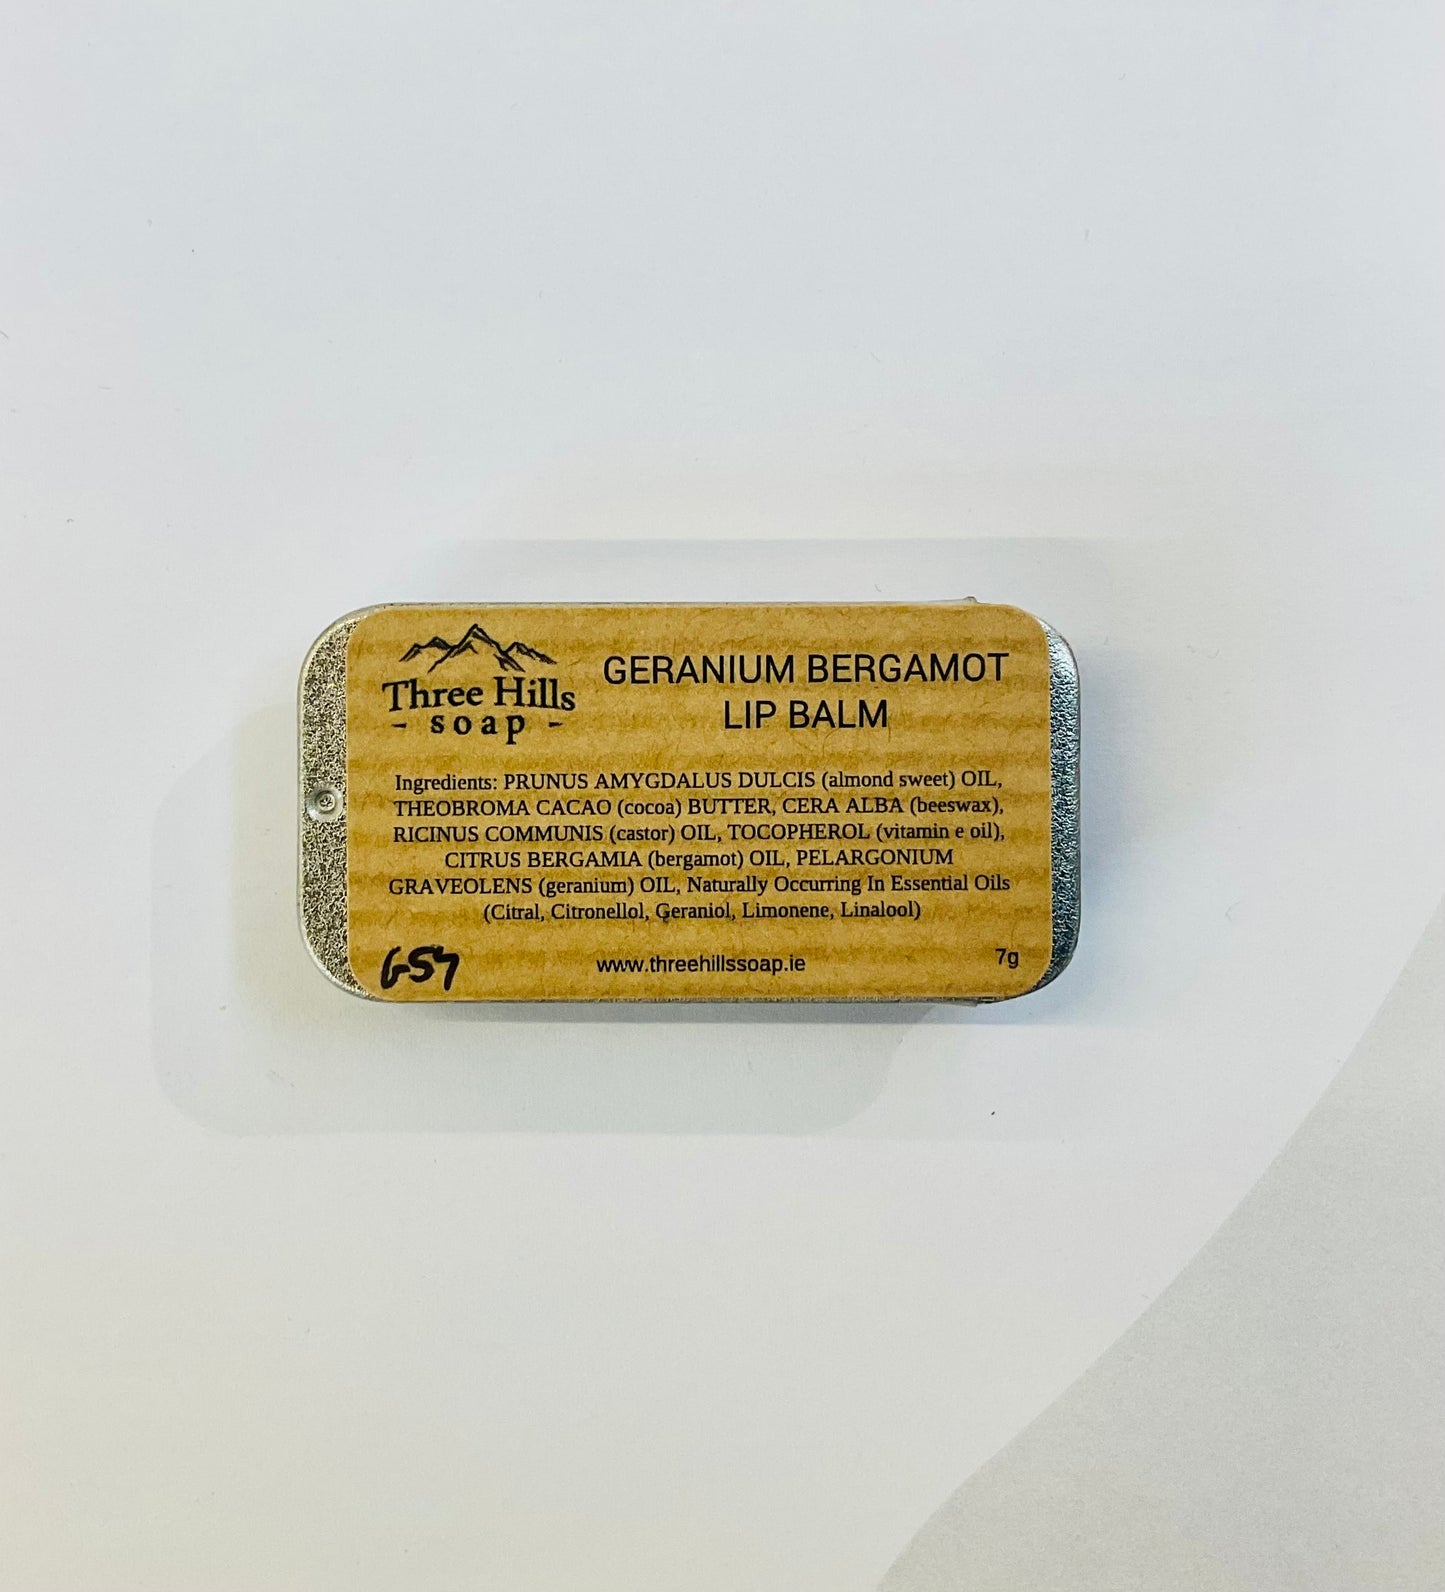 Three Hills
- soap -
GERANIUM BERGAMOT
LIP BALM
Ingredients: PRUNUS AMYGDALUS DULCIS (almond sweet) OIL,
THEOBROMA CACAO (cocoa) BUTTER, CERA ALBA (beeswax),
RICINUS COMMUNIS (castor) OIL, TOCOPHEROL (vitamin e oil),
CITRUS BERGAMIA (bergamot) OIL, PELARGONIUM
GRAVEOLENS (geranium) OIL, Naturally Occurring In Essential Oils
(Citral, Citronellol, Geraniol, Limonene, Linalool)
www.threehillssoap.ie
7g